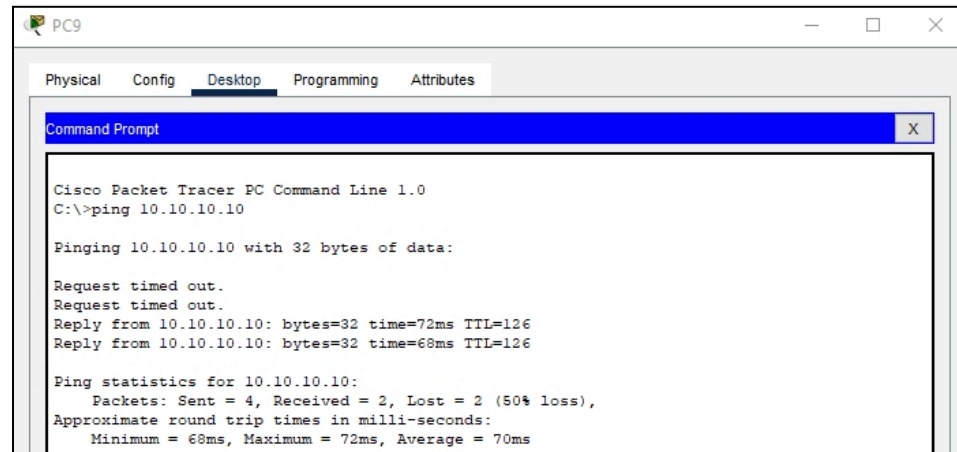 PC9
Physical Config Desktop Programming Attributes
Command Prompt X
Cisco Packet Tracer PC Command Line 1.0
C:\>ping 10.10.10.10
Pinging 10.10.10.10 with 32 bytes of data:
Request timed out.
Request timed out.
Reply from 10.10.10.10: bytes=32 time=72ms TTL=126
Reply from 10.10.10.10: bytes=32 time=68ms TTL=126
Ping statistics for 10.10.10.10:
Packets: Sent = 4, Received = 2, Lost = 2 (50% loss),
Approximate round trip times in milli-seconds:
Minimum = 68ms, Maximum = 72ms, Average = 70ms